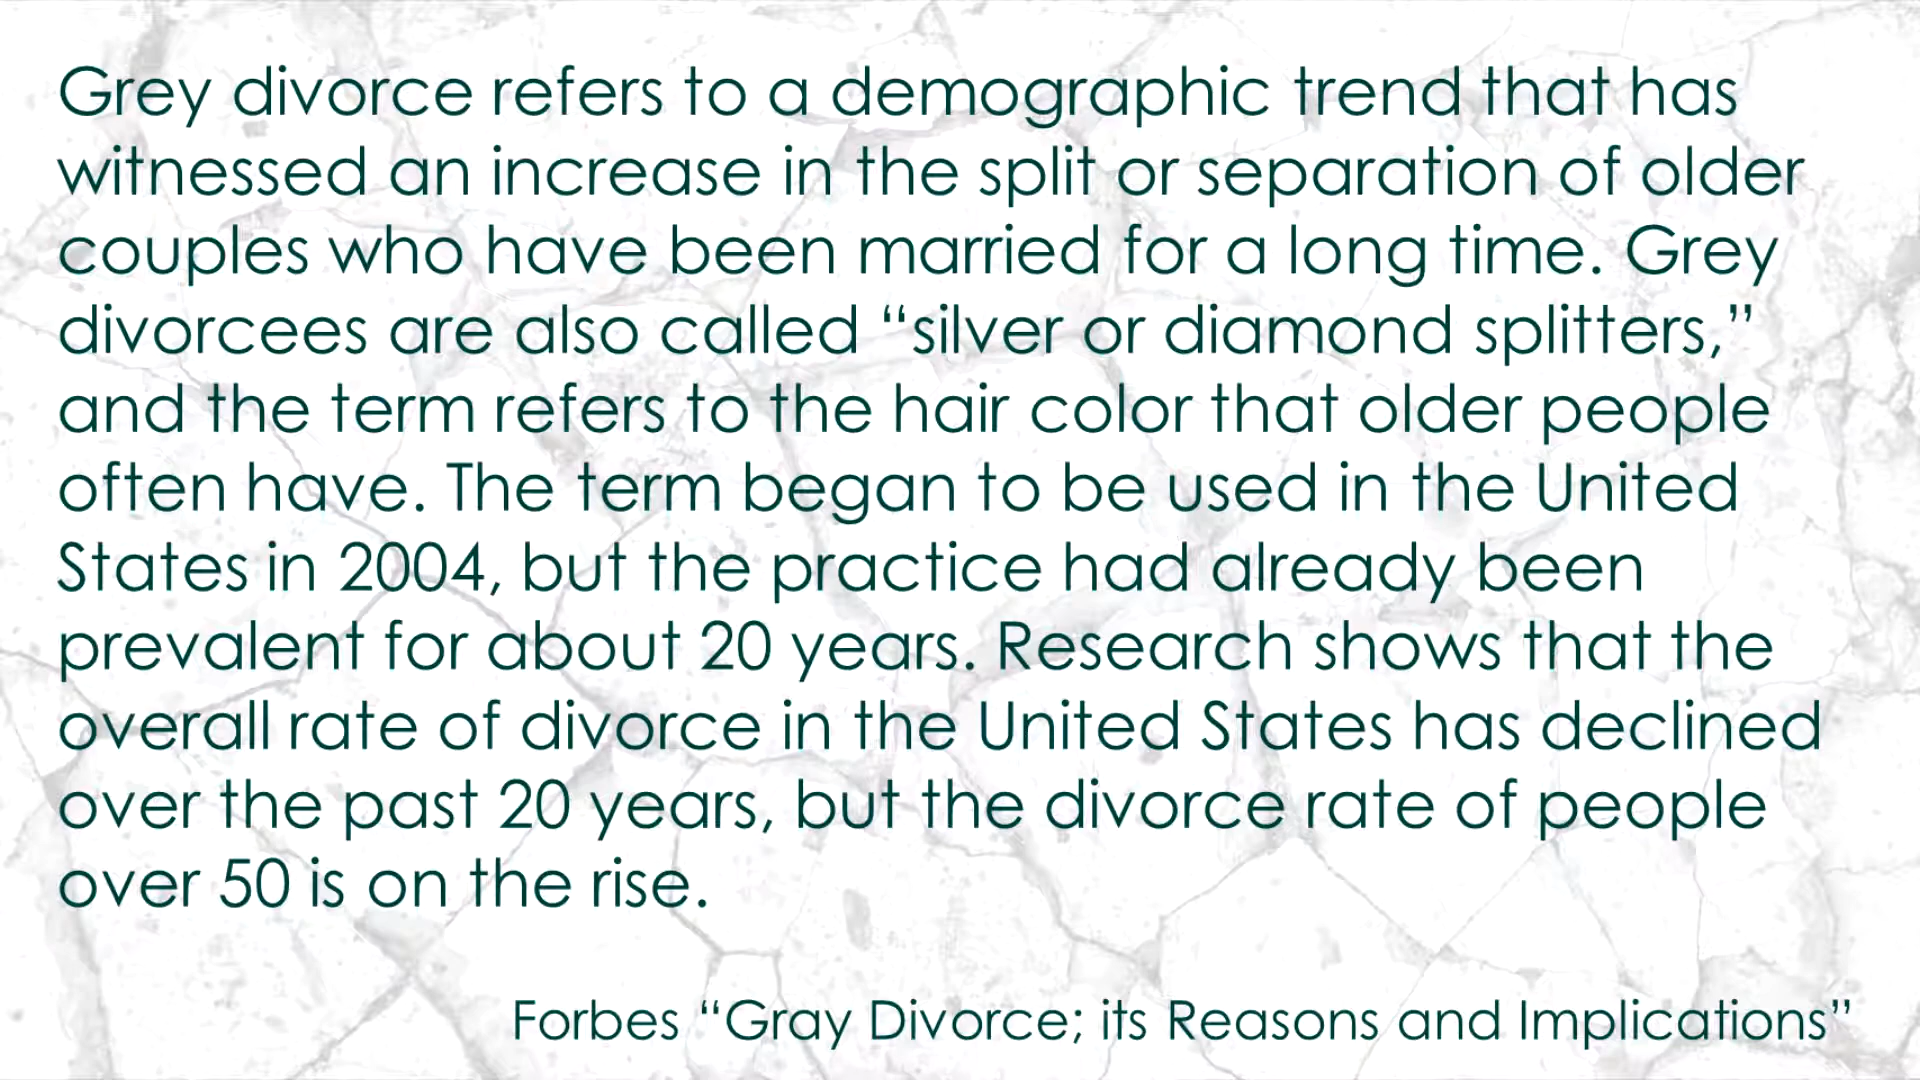 Grey divorce refers to a demographic trend that has
witnessed an increase in the split or separation of older
couples who have been married for a long time. Grey
divorcees are also called “silver or diamond splitters,”
and the term refers to the hair color that older people
often have. The term began to be used in the United
States in 2004, but the practice had already been
prevalent for about 20 years. Research shows that the
overall rate of divorce in the United States has declined
over the past 20 years, but the divorce rate of people
over 50 is on the rise.
Forbes “Gray Divorce; its Reasons and Implications”